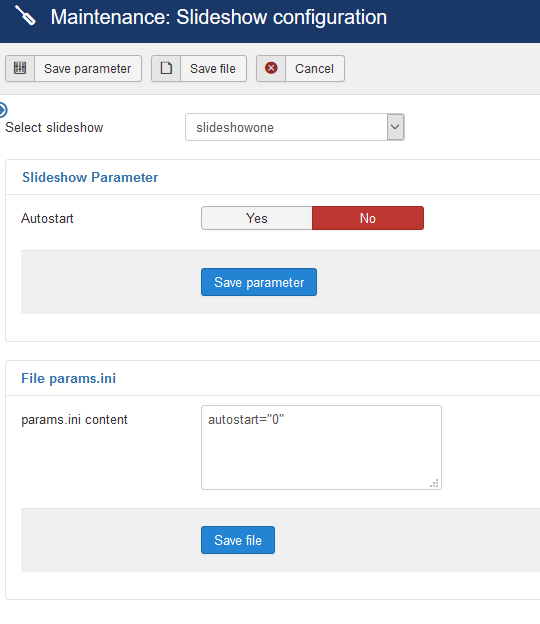 Maintenance: Slideshow configuration
Save parameter Save file Cancel
Select slideshow slideshowone
Slideshow Parameter
Autostart Yes No
Save parameter
File params.ini
params.ini content autostart="0"
Save file